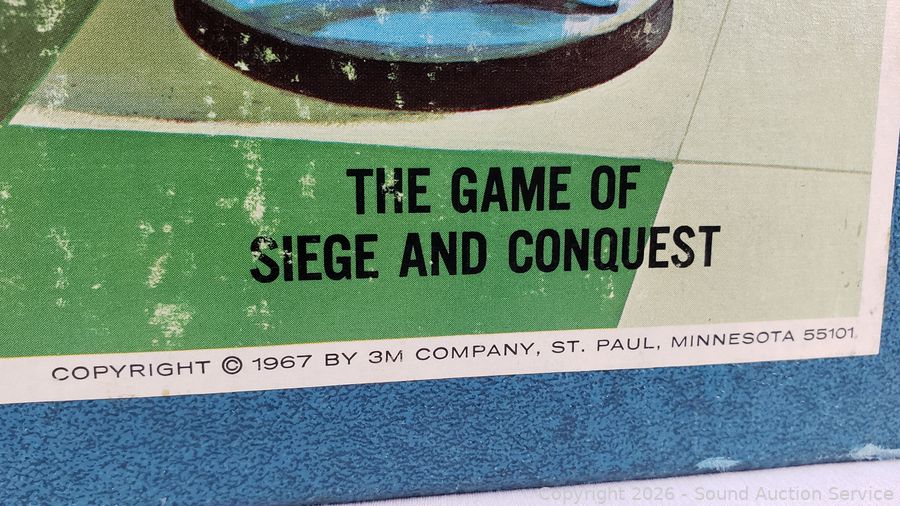 THE GAME OF
SIEGE AND CONQUEST
COPYRIGHT © 1967 BY 3M COMPANY, ST. PAUL, MINNESOTA 55101
Copyright 2026 - Sound Auction Service